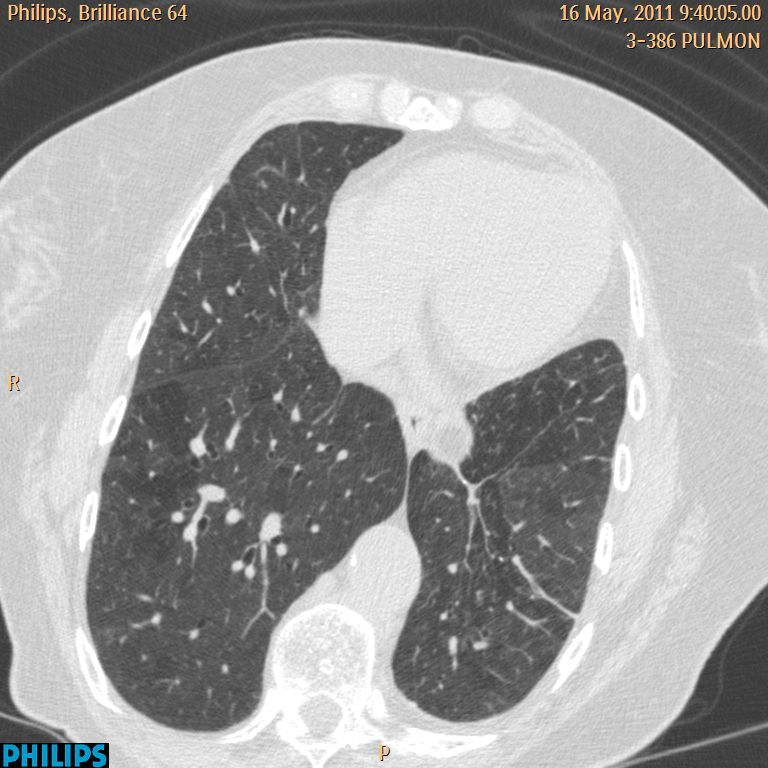 Philips, Brilliance 64
16 May, 2011 9:40:05.00
3-386 PULMON
R
P
PHILIPS